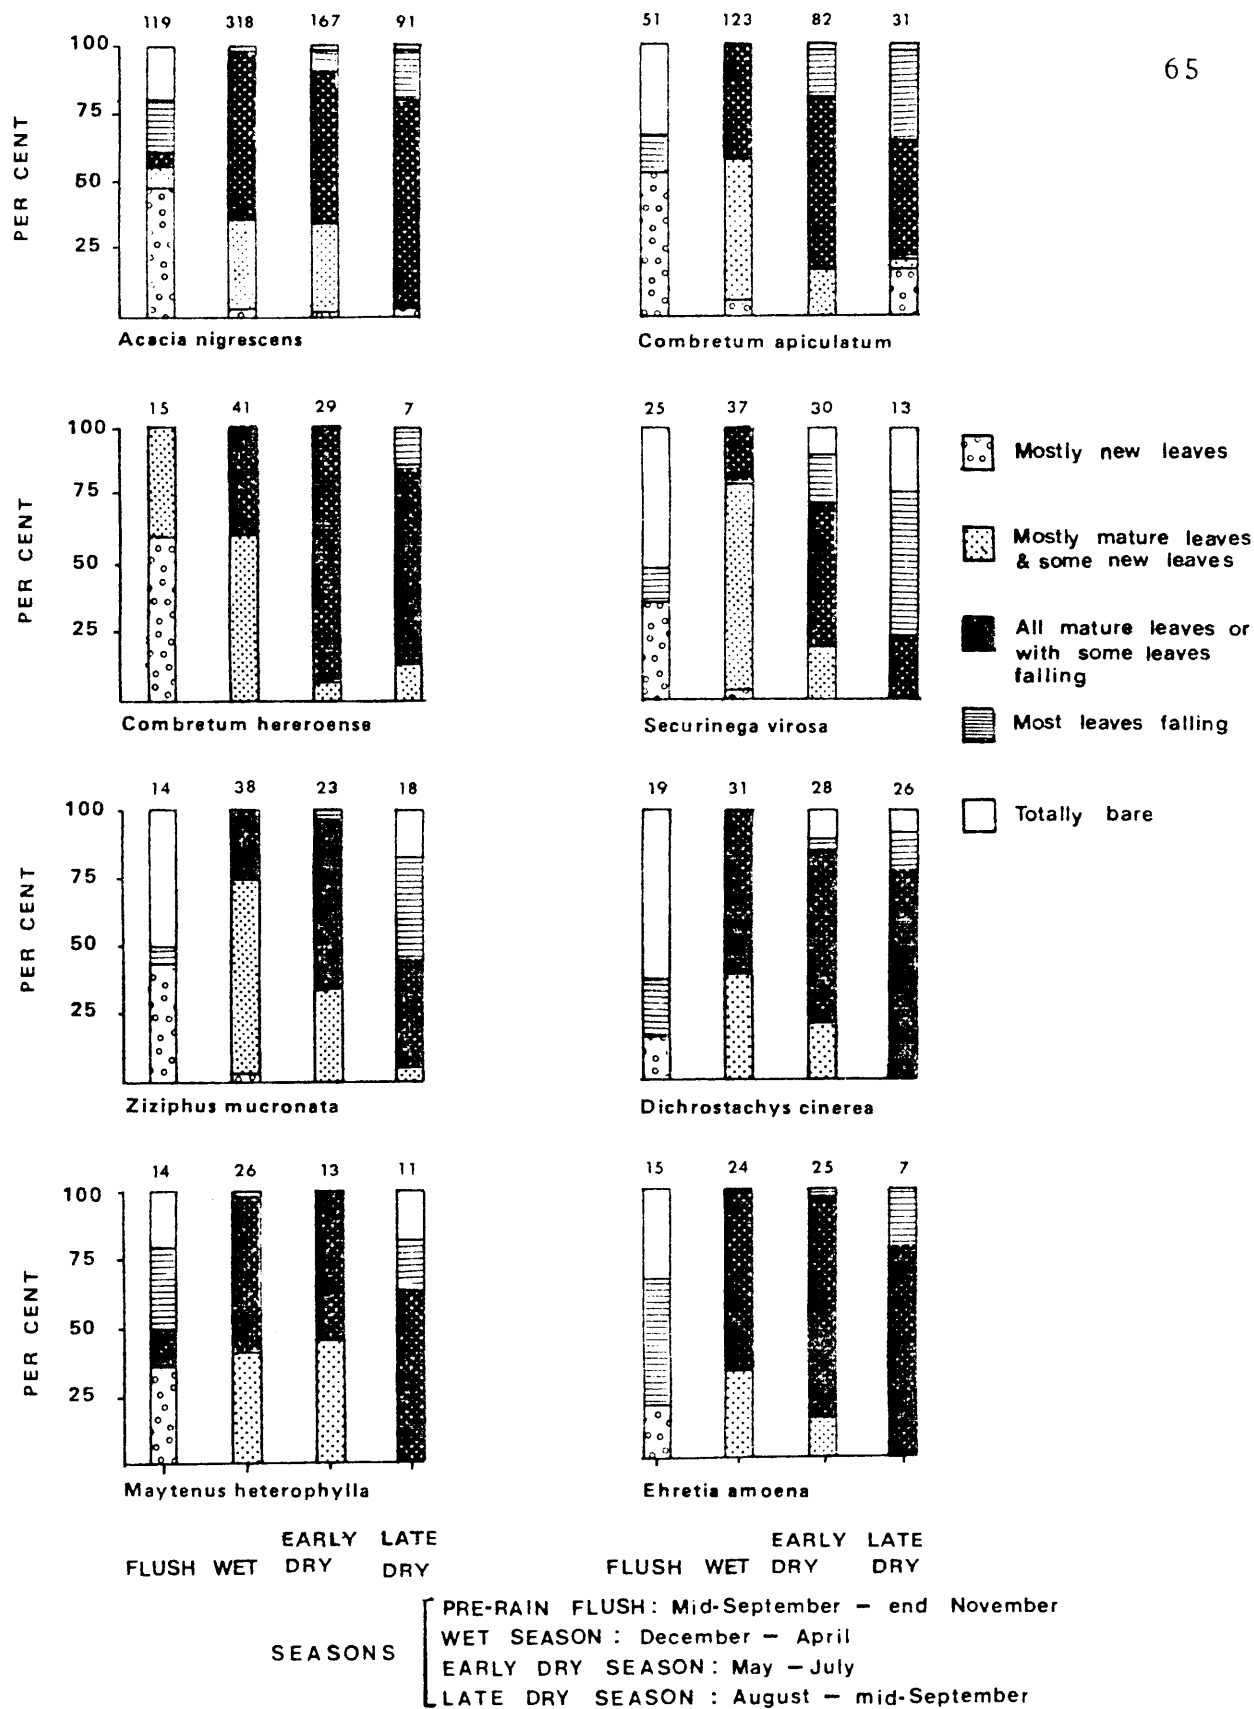 65
119 318 167 91
100
75
50
25
PER CENT
Acacia nigrescens
51 123 82 31
Combretum apiculatum
15 41 29 7
100
75
50
25
PER CENT
Combretum hereroense
25 37 30 13
Securinega virosa
Mostly new leaves
Mostly mature leaves
& some new leaves
All mature leaves or
with some leaves
falling
Most leaves falling
Totally bare
14 38 23 18
100
75
50
25
PER CENT
Ziziphus mucronata
19 31 28 26
Dichrostachys cinerea
14 26 13 11
100
75
50
25
PER CENT
Maytenus heterophylla
15 24 25 7
Ehretia amoena
FLUSH WET EARLY DRY LATE DRY
FLUSH WET EARLY DRY LATE DRY
SEASONS
PRE-RAIN FLUSH: Mid-September – end November
WET SEASON: December – April
EARLY DRY SEASON: May – July
LATE DRY SEASON: August – mid-September